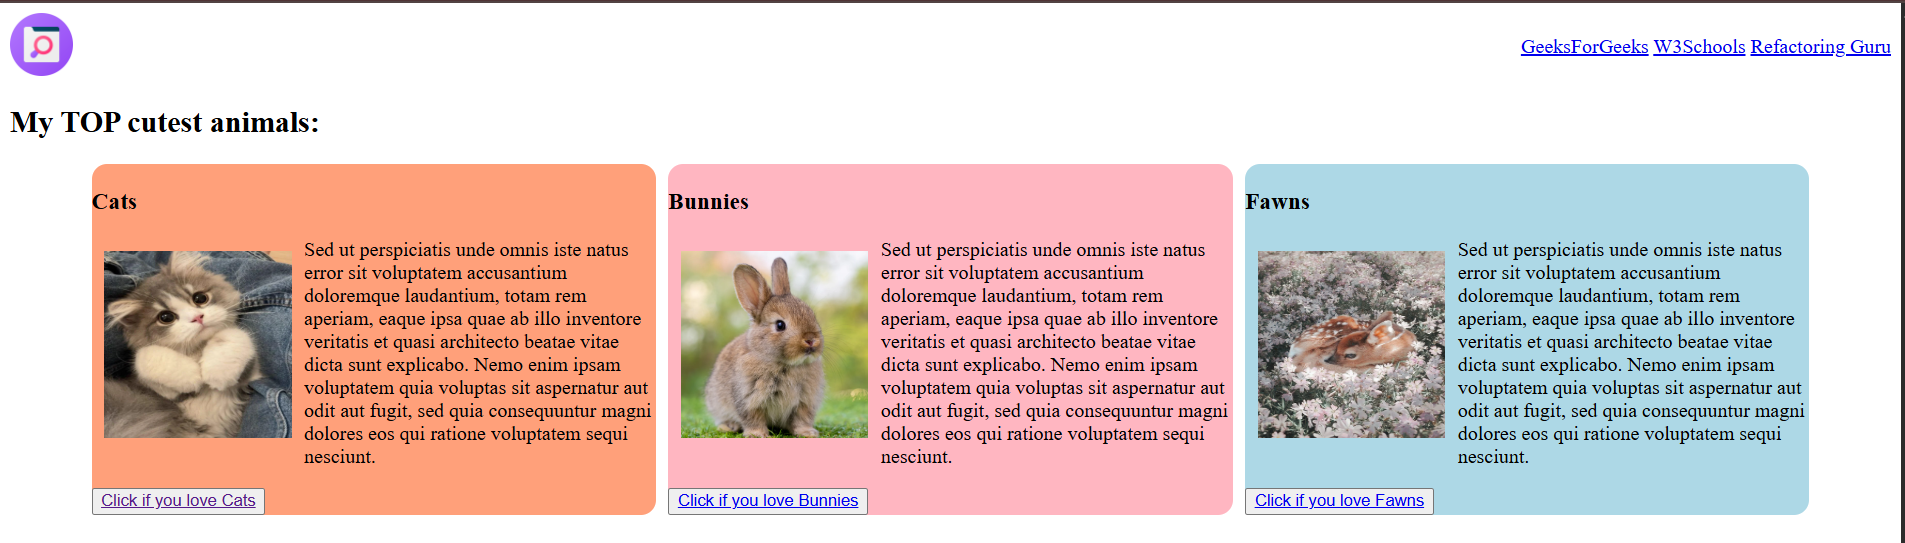 GeeksForGeeks W3Schools Refactoring Guru
My TOP cutest animals:
Cats
Sed ut perspiciatis unde omnis iste natus
error sit voluptatem accusantium
doloremque laudantium, totam rem
aperiam, eaque ipsa quae ab illo inventore
veritatis et quasi architecto beatae vitae
dicta sunt explicabo. Nemo enim ipsam
voluptatem quia voluptas sit aspernatur aut
odit aut fugit, sed quia consequuntur magni
dolores eos qui ratione voluptatem sequi
nesciunt.
Click if you love Cats
Bunnies
Sed ut perspiciatis unde omnis iste natus
error sit voluptatem accusantium
doloremque laudantium, totam rem
aperiam, eaque ipsa quae ab illo inventore
veritatis et quasi architecto beatae vitae
dicta sunt explicabo. Nemo enim ipsam
voluptatem quia voluptas sit aspernatur aut
odit aut fugit, sed quia consequuntur magni
dolores eos qui ratione voluptatem sequi
nesciunt.
Click if you love Bunnies
Fawns
Sed ut perspiciatis unde omnis iste natus
error sit voluptatem accusantium
doloremque laudantium, totam rem
aperiam, eaque ipsa quae ab illo inventore
veritatis et quasi architecto beatae vitae
dicta sunt explicabo. Nemo enim ipsam
voluptatem quia voluptas sit aspernatur aut
odit aut fugit, sed quia consequuntur magni
dolores eos qui ratione voluptatem sequi
nesciunt.
Click if you love Fawns